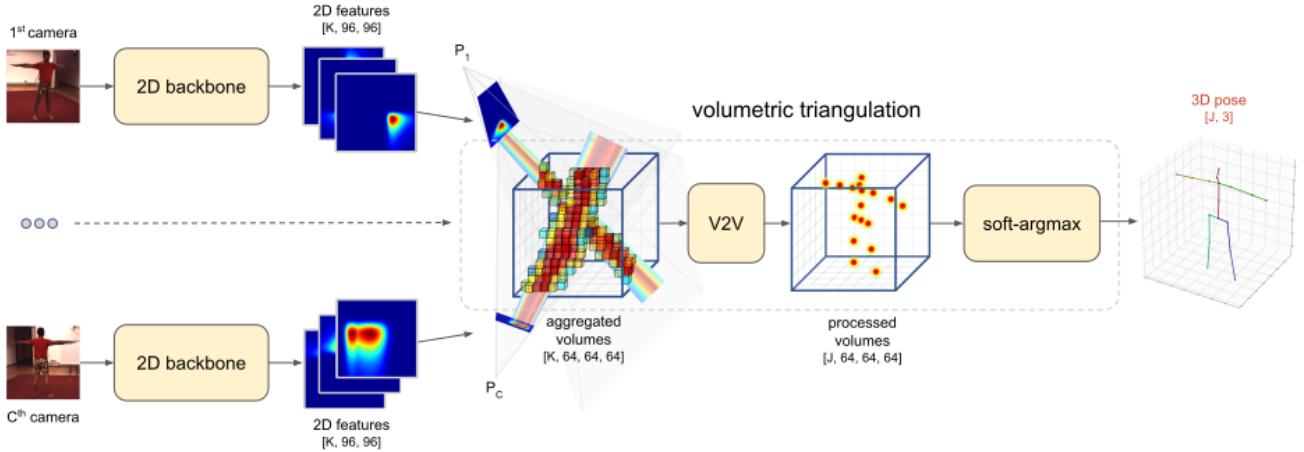 1st camera
2D backbone
2D features
[K, 96, 96]
P1
volumetric triangulation
3D pose
[J, 3]
V2V
soft-argmax
aggregated
volumes
[K, 64, 64, 64]
processed
volumes
[J, 64, 64, 64]
2D backbone
PC
Cth camera
2D features
[K, 96, 96]